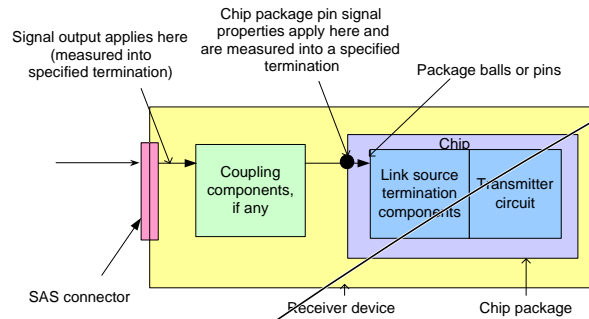 Signal output applies here
(measured into
specified termination)
Chip package pin signal
properties apply here and
are measured into a specified
termination
Package balls or pins
Chip
Coupling
components,
if any
Link source
termination
components
Transmitter
circuit
SAS connector
Receiver device
Chip package